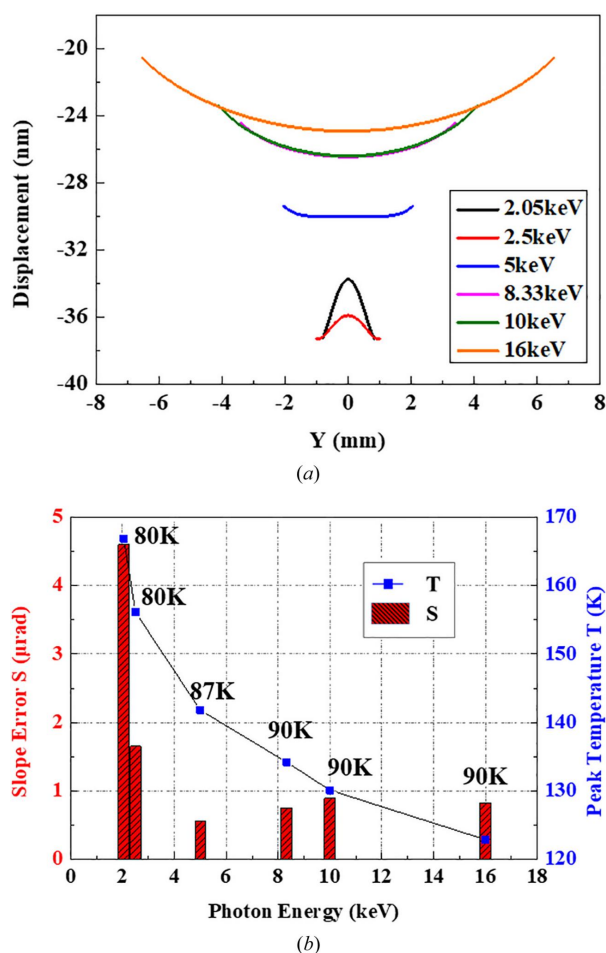 -20
-24
-28
-32
-36
-40
Displacement (nm)
2.05keV
2.5keV
5keV
8.33keV
10keV
16keV
-8 -6 -4 -2 0 2 4 6 8
Y (mm)
(a)
5
4
3
2
1
0
Slope Error S (μrad)
80K
80K
87K
90K
90K
90K
T
S
170
160
150
140
130
120
Peak Temperature T (K)
0 2 4 6 8 10 12 14 16 18
Photon Energy (keV)
(b)